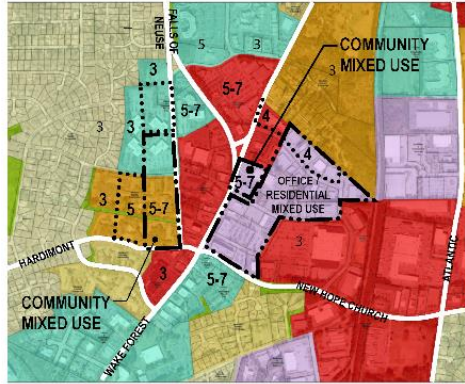 FALLS OF
NEUSE
5
3
COMMUNITY
MIXED USE
3
3
5-7
5-7
4
3
3
4
5-7
OFFICE /
RESIDENTIAL
MIXED USE
3
5
5-7
3
HARDIMONT
3
5-7
COMMUNITY
MIXED USE
WAKE FOREST
NEW HOPE CHURCH
ATLANTIC